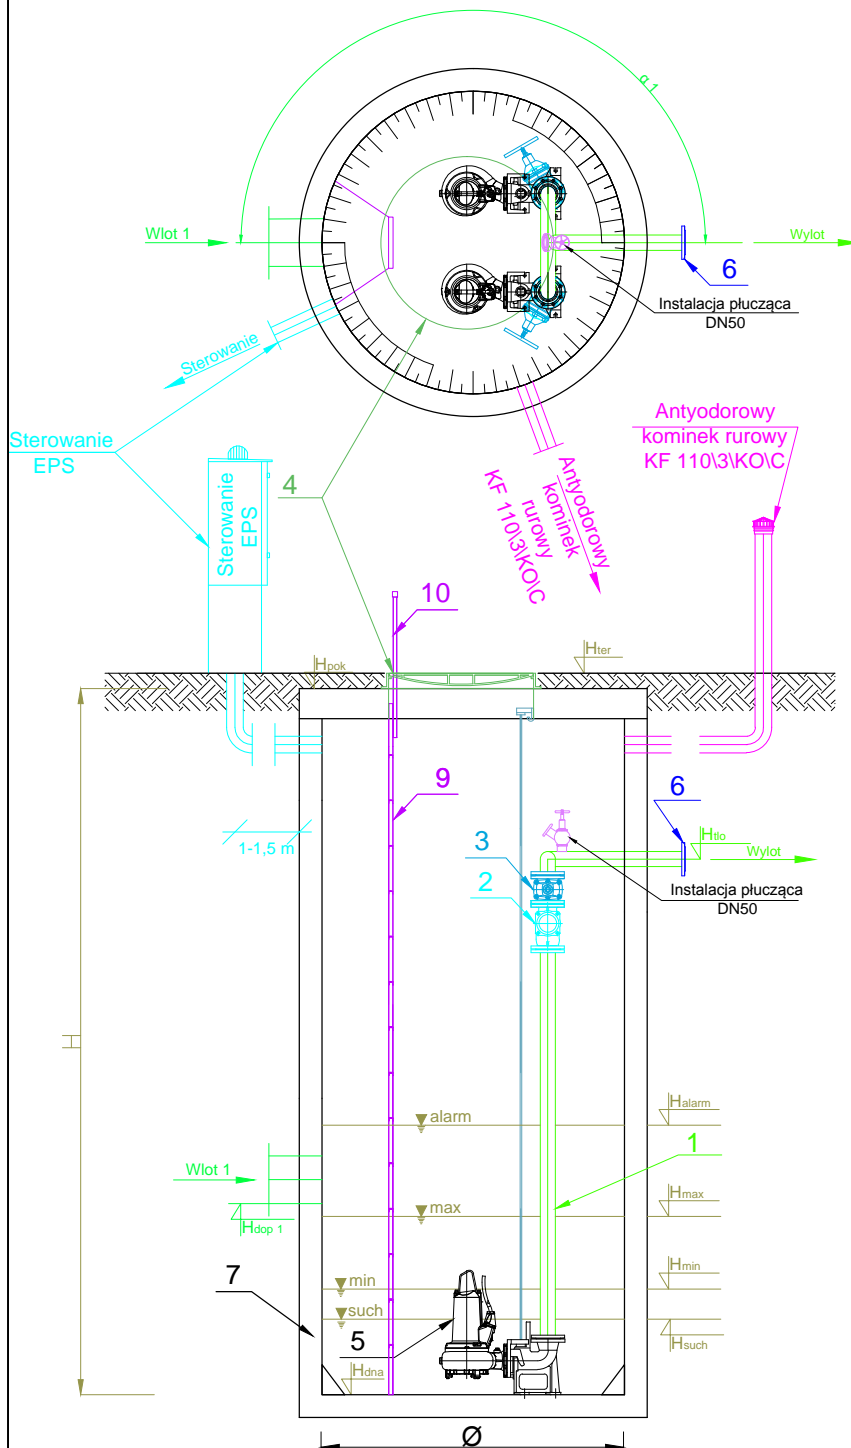 α 1
Wlot 1
Wylot
6
Instalacja płucząca
DN50
Sterowanie
Sterowanie
EPS
Antyodorowy
kominek rurowy
KF 110\3\KO\C
Antyodorowy
kominek
rurowy
KF 110\3\KO\C
Sterowanie
EPS
4
10
Hpok
Hter
9
6
1-1,5 m
3
Htło
Wylot
2
Instalacja płucząca
DN50
H
alarm
Halarm
1
Wlot 1
Hdop 1
max
Hmax
7
min
Hmin
such
5
Hsuch
Hdna
Ø